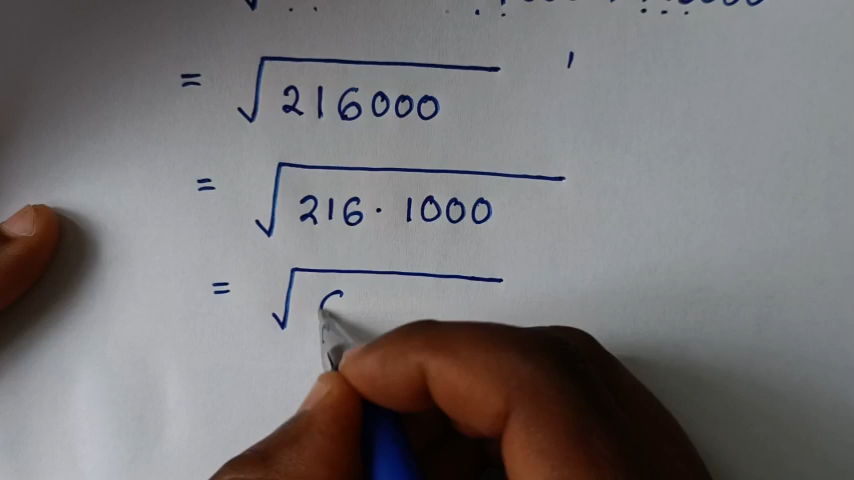 = √216000
= √216 · 1000
= √